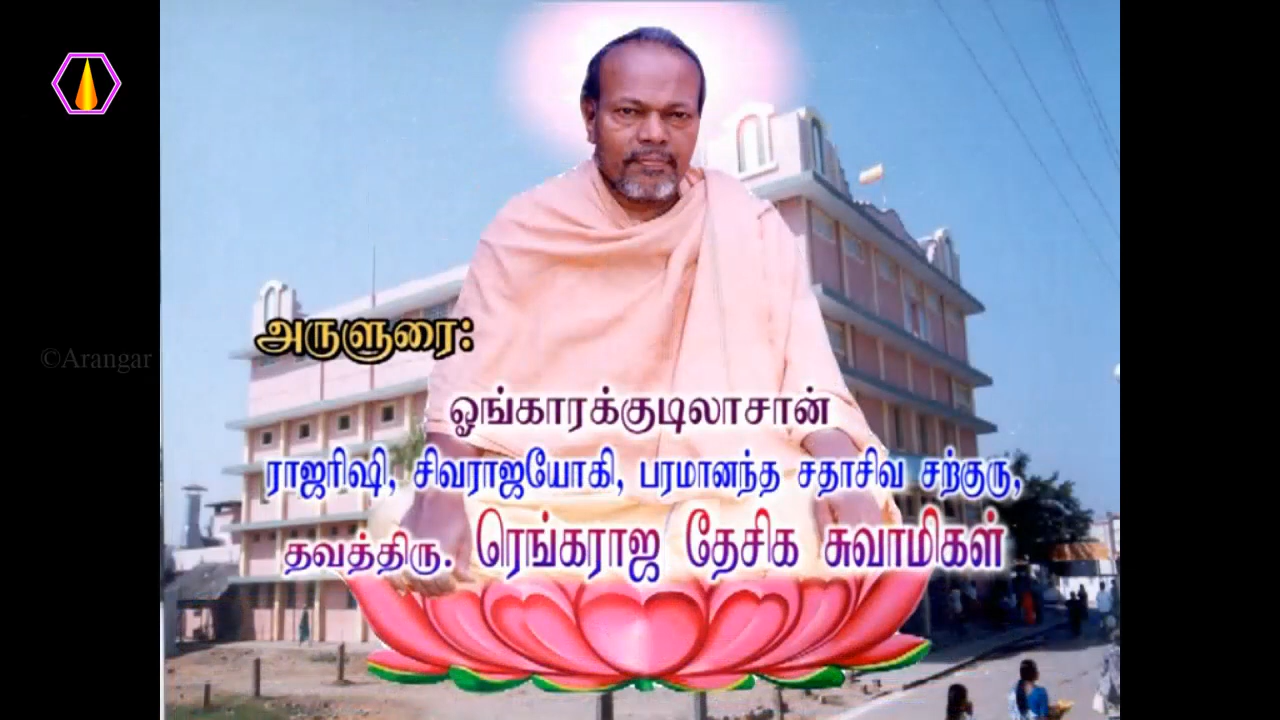 அருளுரை:
©Arangar
ஓங்காரக்குடிலாசான்
ராஜரிஷி, சிவராஜயோகி, பரமானந்த சதாசிவ சற்குரு,
தவத்திரு. ரெங்கராஜ தேசிக சுவாமிகள்